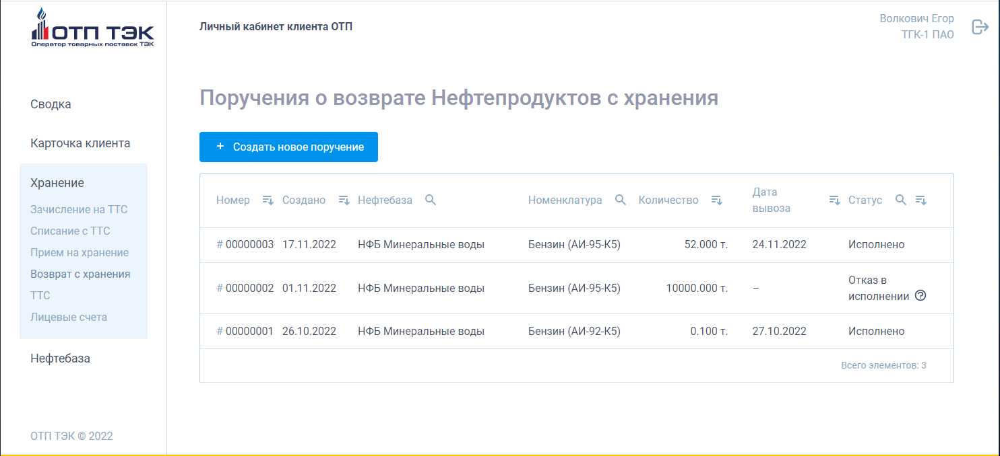 ОТП ТЭК
Оператор товарных поставок ТЭК
Личный кабинет клиента ОТП
Волкович Егор
ТГК-1 ПАО
Сводка
Карточка клиента
Хранение
Зачисление на ТТС
Списание с ТТС
Прием на хранение
Возврат с хранения
ТТС
Лицевые счета
Нефтебаза
ОТП ТЭК © 2022
Поручения о возврате Нефтепродуктов с хранения
+ Создать новое поручение
Номер Создано Нефтебаза Номенклатура Количество Дата вывоза Статус
# 00000003 17.11.2022 НФБ Минеральные воды Бензин (АИ-95-К5) 52.000 т. 24.11.2022 Исполнено
# 00000002 01.11.2022 НФБ Минеральные воды Бензин (АИ-95-К5) 10000.000 т. – Отказ в исполнении
# 00000001 26.10.2022 НФБ Минеральные воды Бензин (АИ-92-К5) 0.100 т. 27.10.2022 Исполнено
Всего элементов: 3